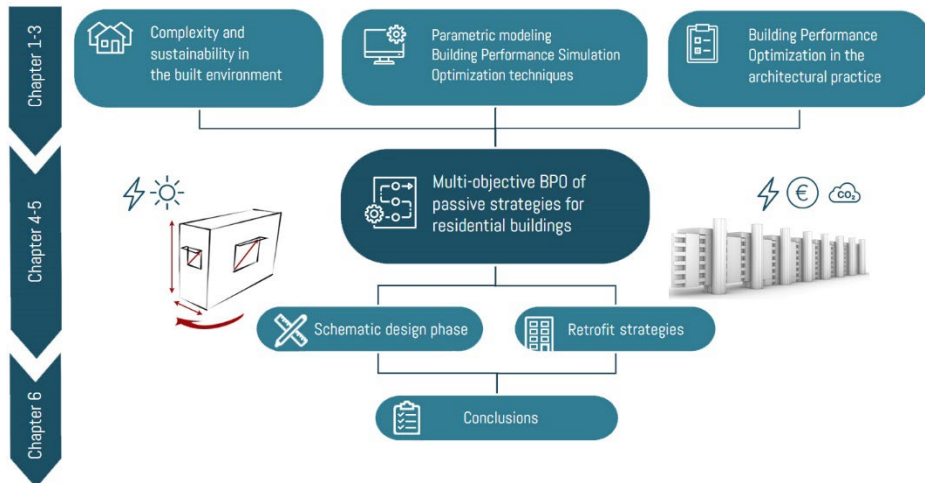 Chapter 1-3
Complexity and
sustainability in
the built environment
Parametric modeling
Building Performance Simulation
Optimization techniques
Building Performance
Optimization in the
architectural practice
Chapter 4-5
Multi-objective BPO of
passive strategies for
residential buildings
€
CO₂
Schematic design phase
Retrofit strategies
Chapter 6
Conclusions